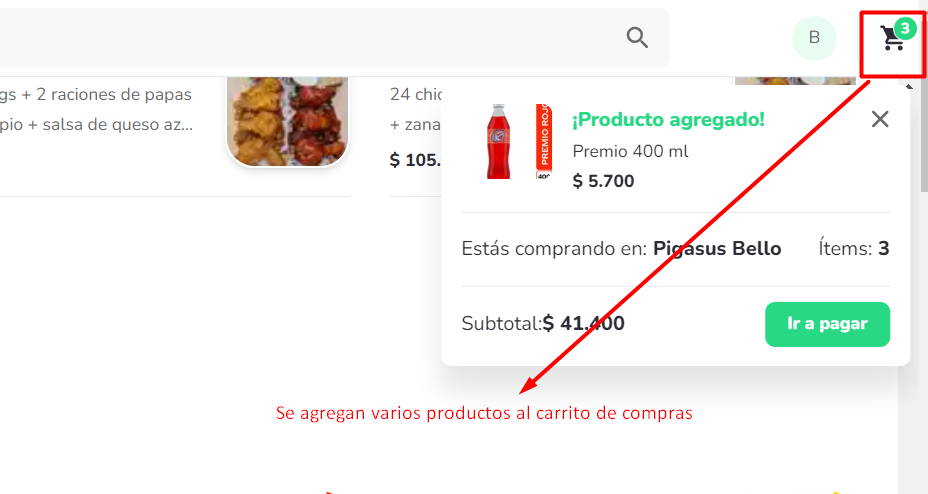 B
3
gs + 2 raciones de papas
pio + salsa de queso az...
24 chic
+ zana
$ 105.
PREMIO ROJO
400
¡Producto agregado!
Premio 400 ml
$ 5.700
Estás comprando en: Pigasus Bello
Ítems: 3
Subtotal:$ 41.400
Ir a pagar
Se agregan varios productos al carrito de compras